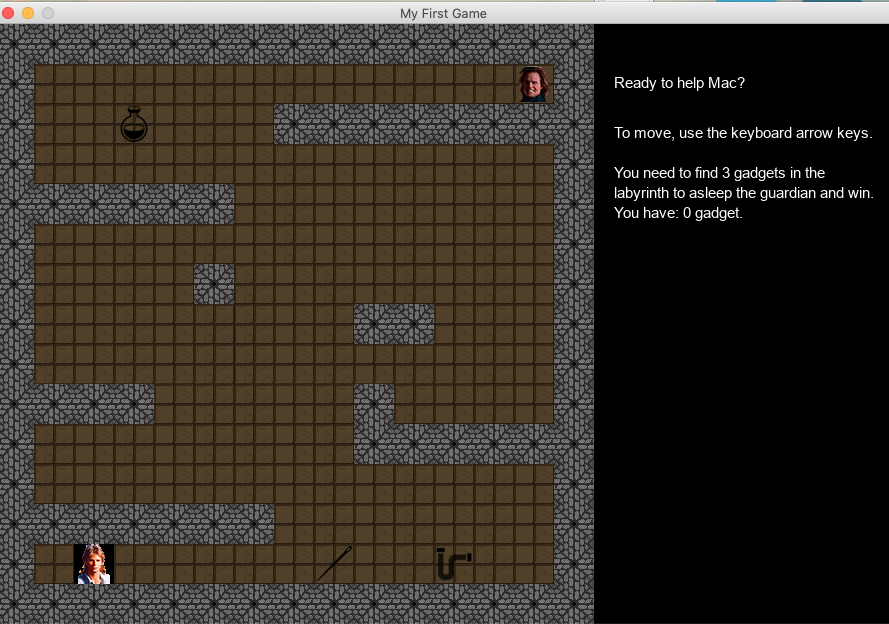 My First Game
Ready to help Mac?
To move, use the keyboard arrow keys.
You need to find 3 gadgets in the
labyrinth to asleep the guardian and win.
You have: 0 gadget.